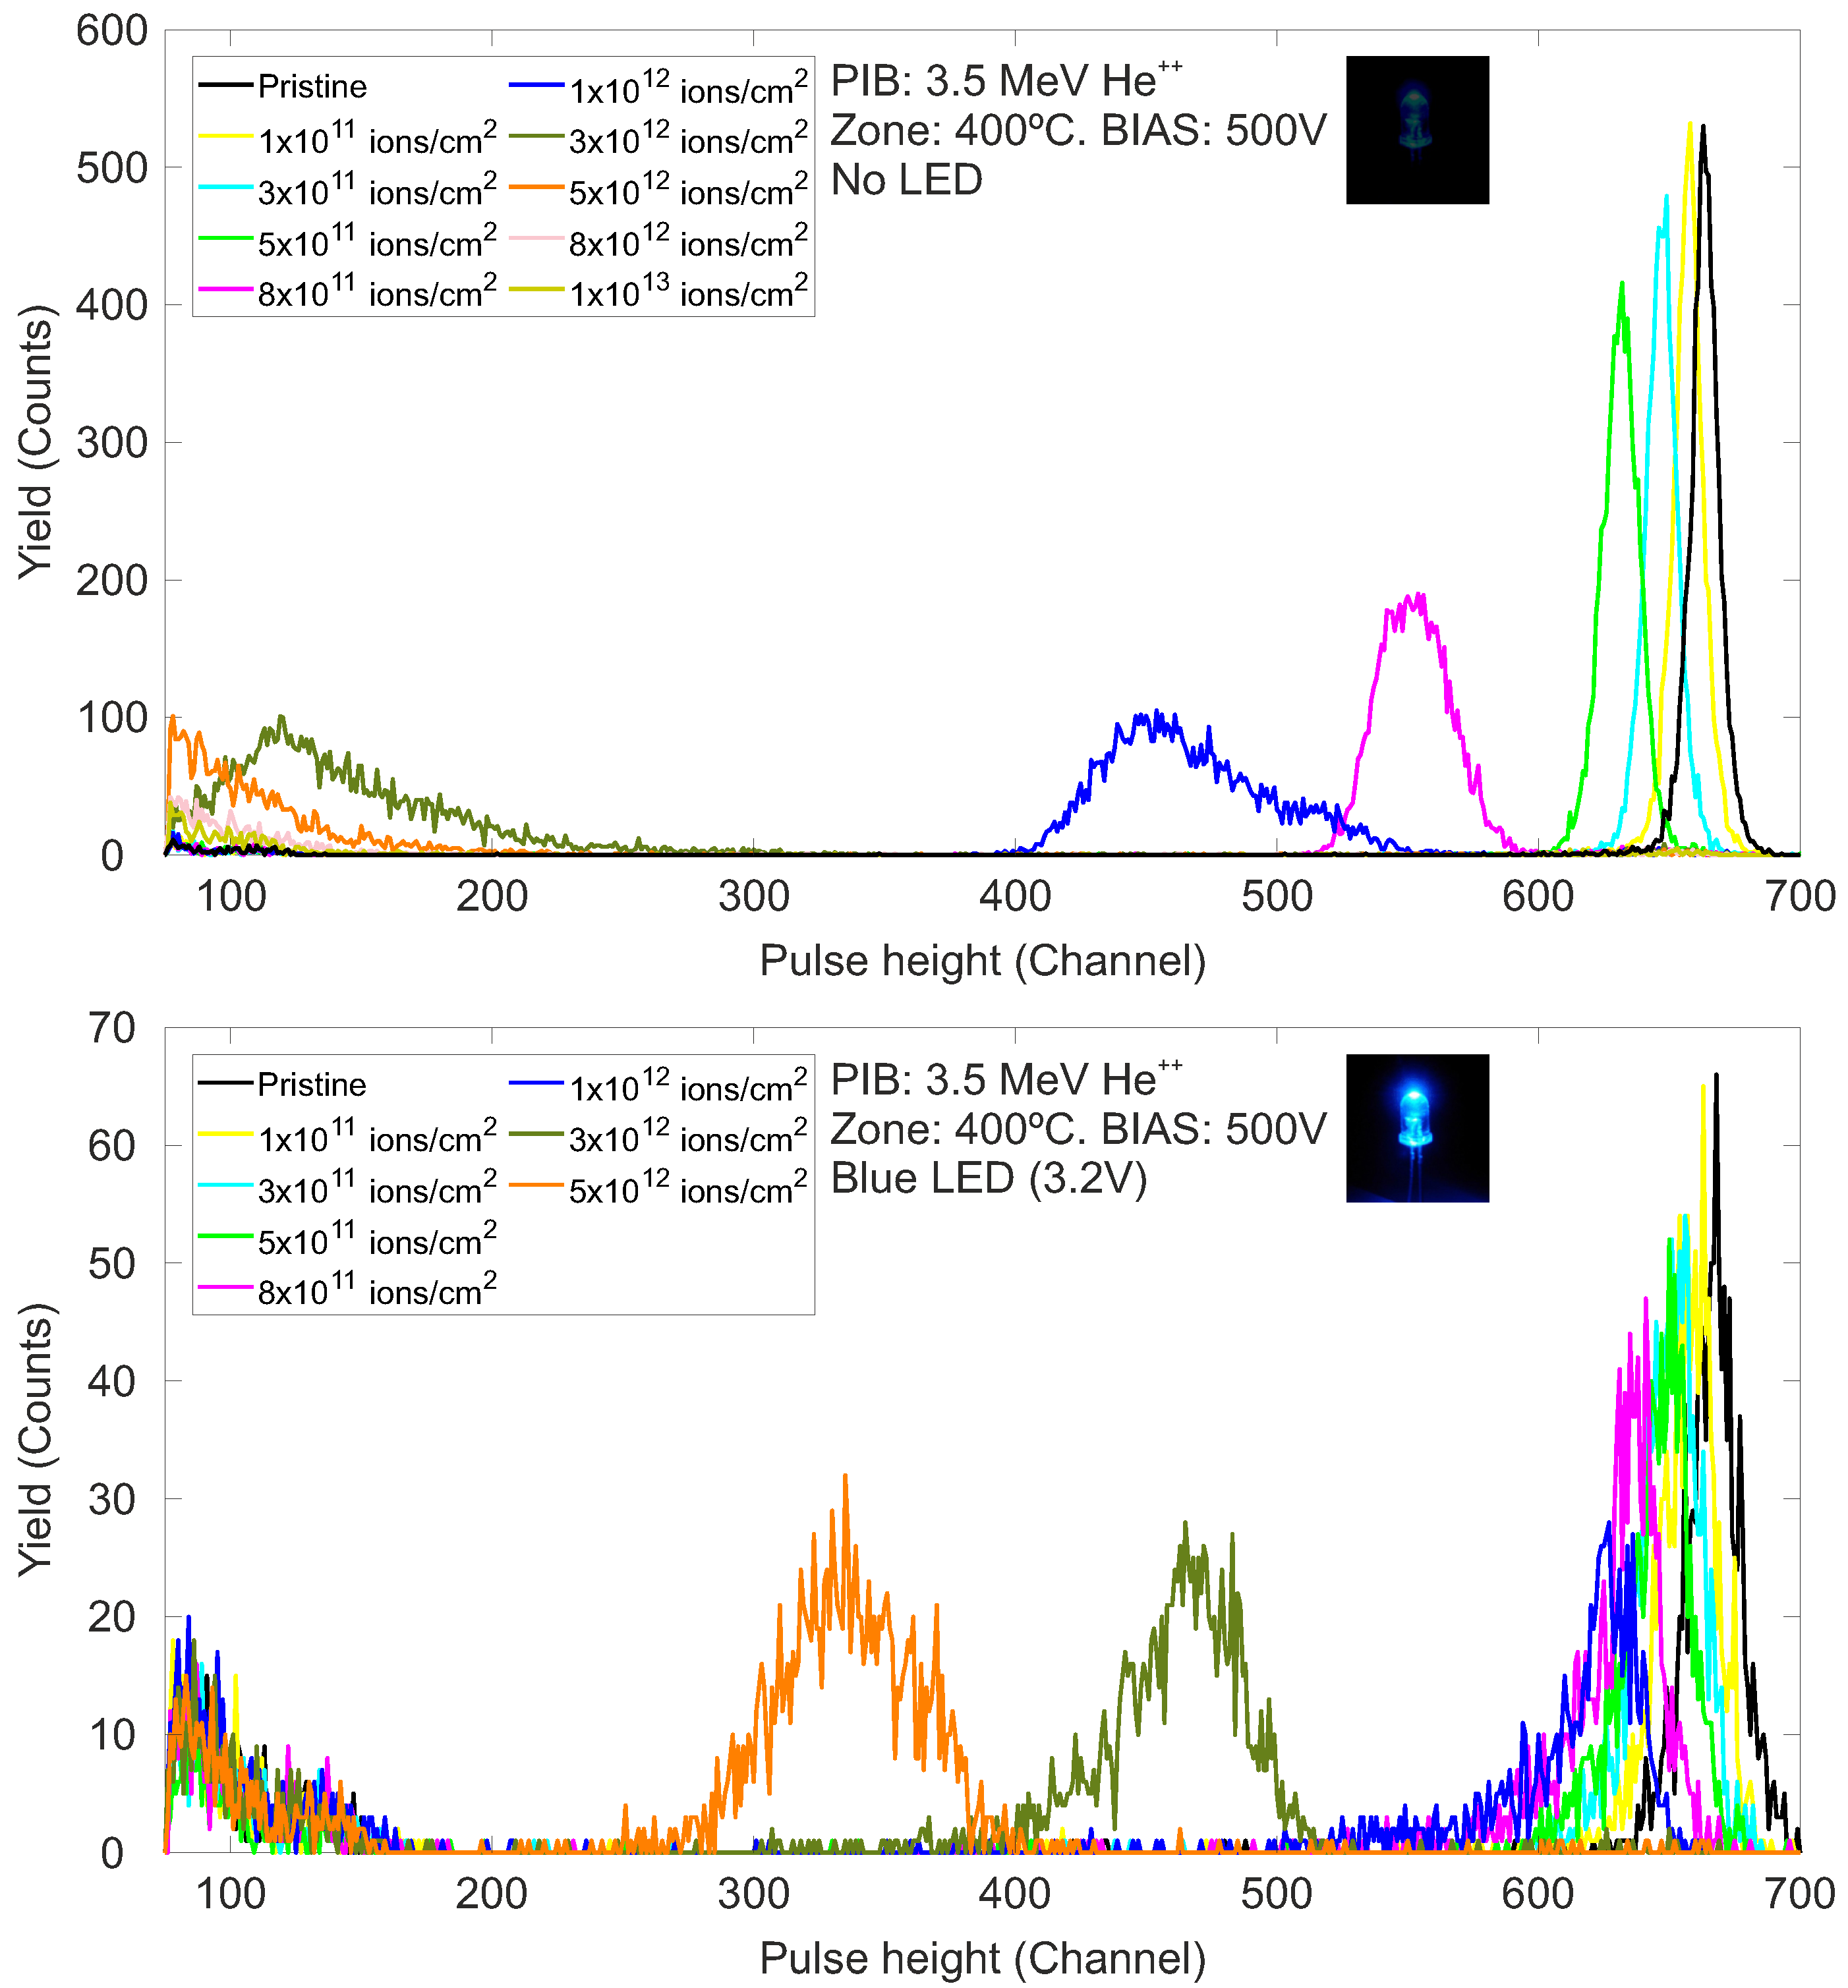 600
500
400
300
200
100
0
Yield (Counts)
Pristine
1x10¹¹ ions/cm²
3x10¹¹ ions/cm²
5x10¹¹ ions/cm²
8x10¹¹ ions/cm²
1x10¹² ions/cm²
3x10¹² ions/cm²
5x10¹² ions/cm²
8x10¹² ions/cm²
1x10¹³ ions/cm²
PIB: 3.5 MeV He⁺⁺
Zone: 400ºC. BIAS: 500V
No LED
100 200 300 400 500 600 700
Pulse height (Channel)
70
60
50
40
30
20
10
0
Yield (Counts)
Pristine
1x10¹¹ ions/cm²
3x10¹¹ ions/cm²
5x10¹¹ ions/cm²
8x10¹¹ ions/cm²
1x10¹² ions/cm²
3x10¹² ions/cm²
5x10¹² ions/cm²
PIB: 3.5 MeV He⁺⁺
Zone: 400ºC. BIAS: 500V
Blue LED (3.2V)
100 200 300 400 500 600 700
Pulse height (Channel)